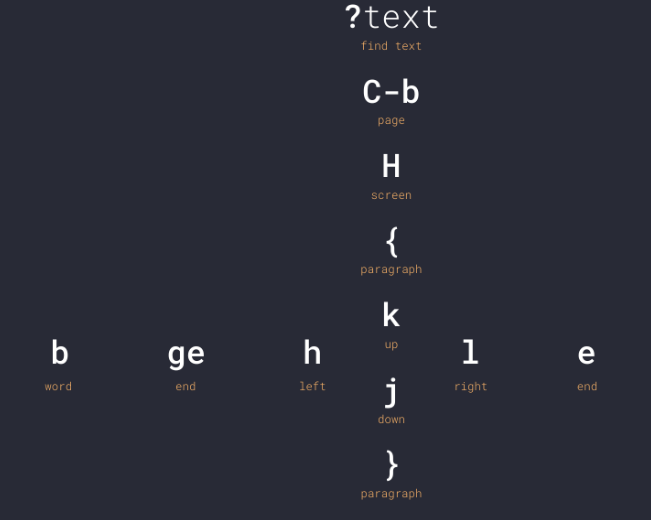 ?text
find text
C-b
page
H
screen
{
paragraph
k
up
b ge h l e
word end left right end
j
down
}
paragraph